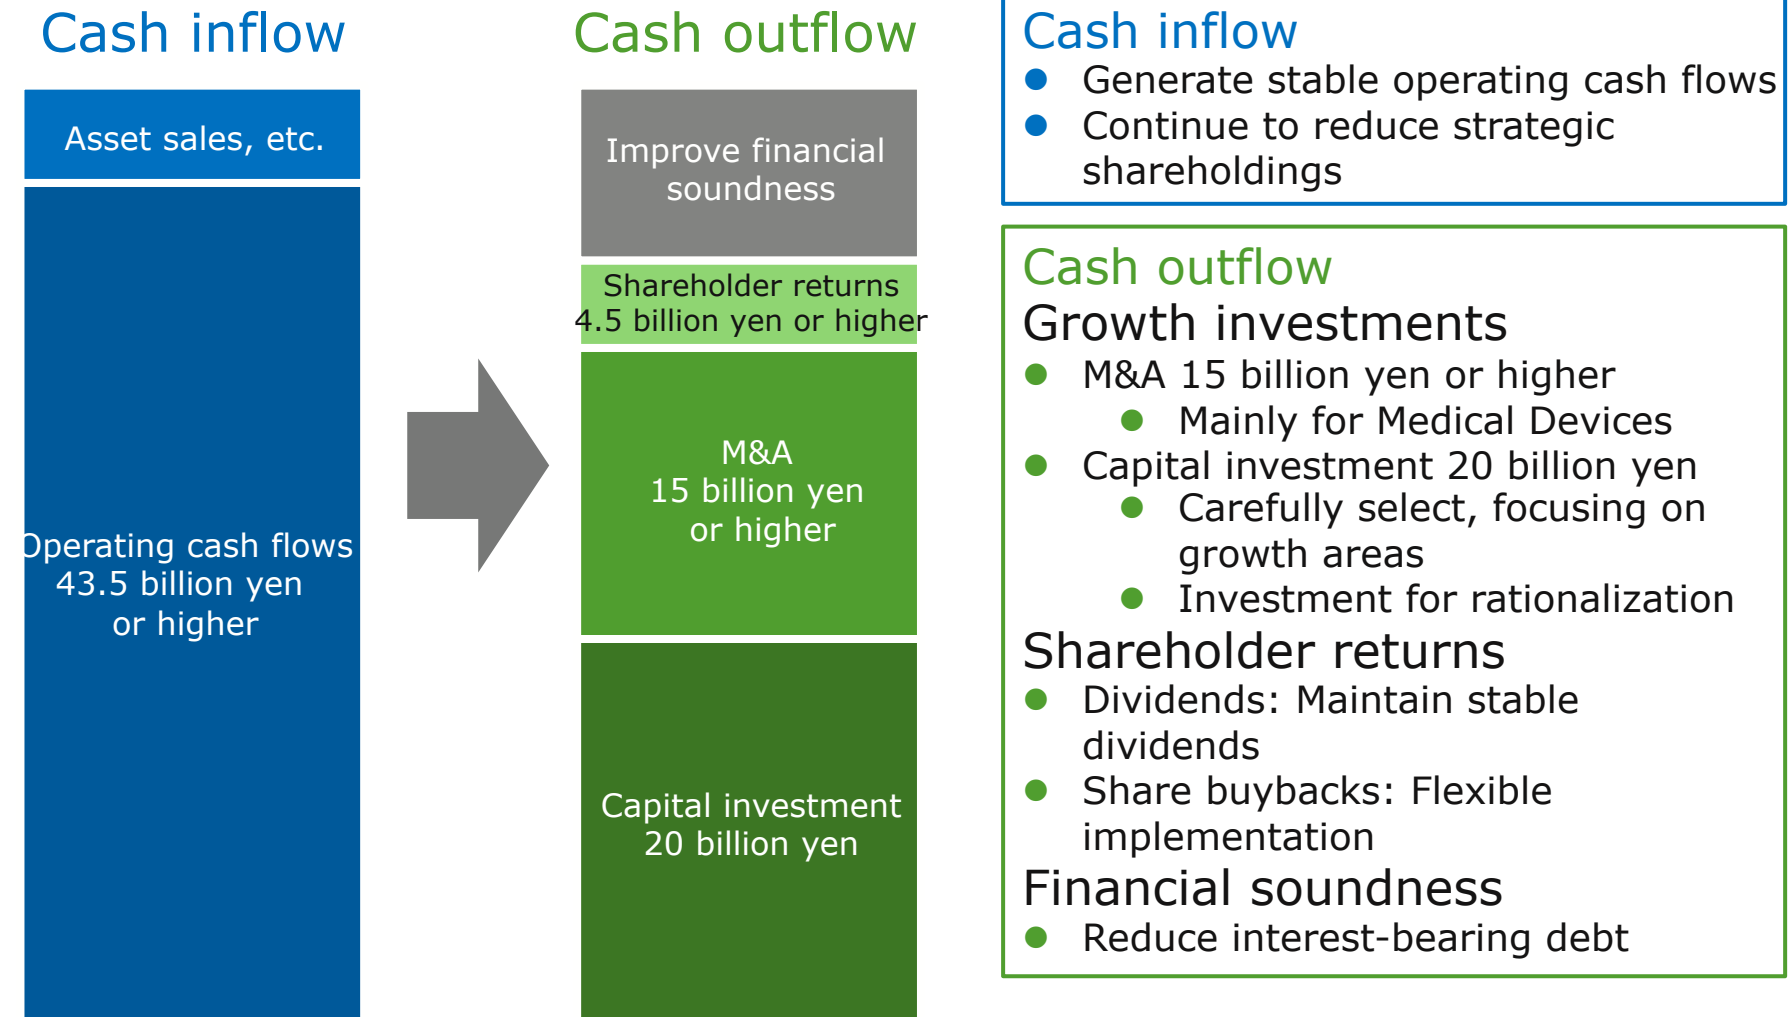 Cash inflow
Asset sales, etc.
Operating cash flows
43.5 billion yen
or higher
Cash outflow
Improve financial
soundness
Shareholder returns
4.5 billion yen or higher
M&A
15 billion yen
or higher
Capital investment
20 billion yen
Cash inflow
● Generate stable operating cash flows
● Continue to reduce strategic
shareholdings
Cash outflow
Growth investments
● M&A 15 billion yen or higher
● Mainly for Medical Devices
● Capital investment 20 billion yen
● Carefully select, focusing on
growth areas
● Investment for rationalization
Shareholder returns
● Dividends: Maintain stable
dividends
● Share buybacks: Flexible
implementation
Financial soundness
● Reduce interest-bearing debt